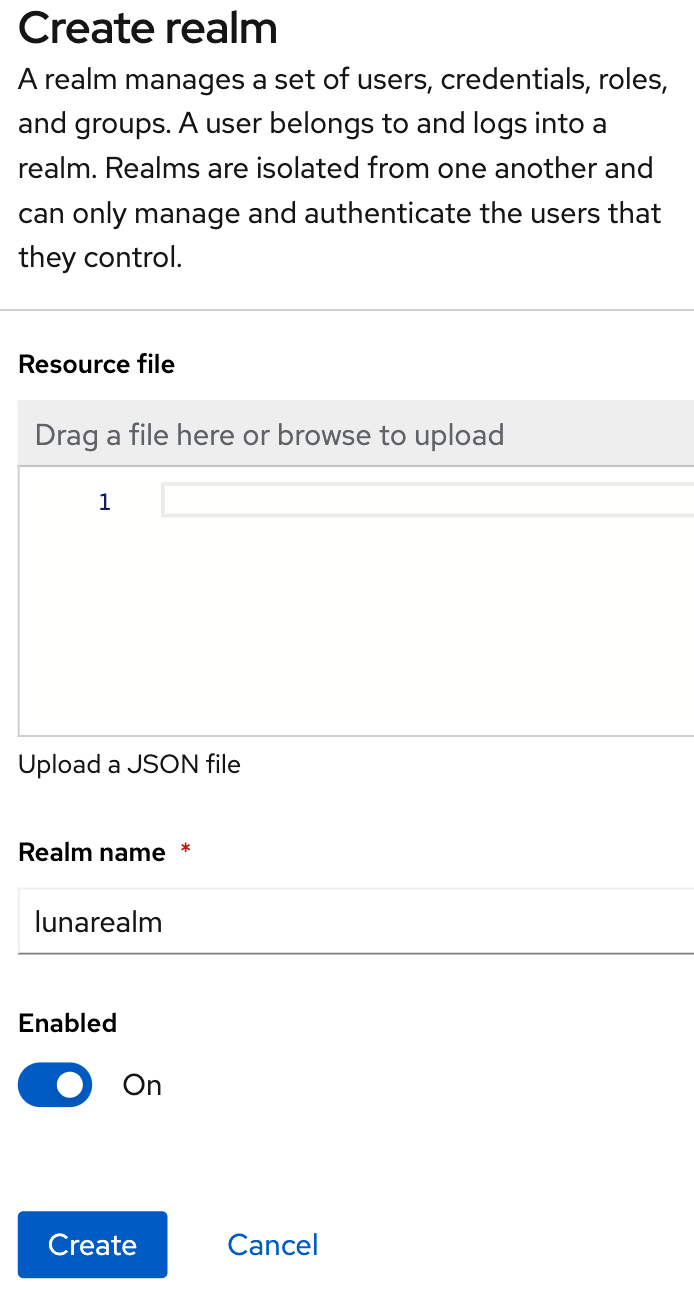 Create realm
A realm manages a set of users, credentials, roles,
and groups. A user belongs to and logs into a
realm. Realms are isolated from one another and
can only manage and authenticate the users that
they control.
Resource file
Drag a file here or browse to upload
1
Upload a JSON file
Realm name *
lunarealm
Enabled
On
Create Cancel